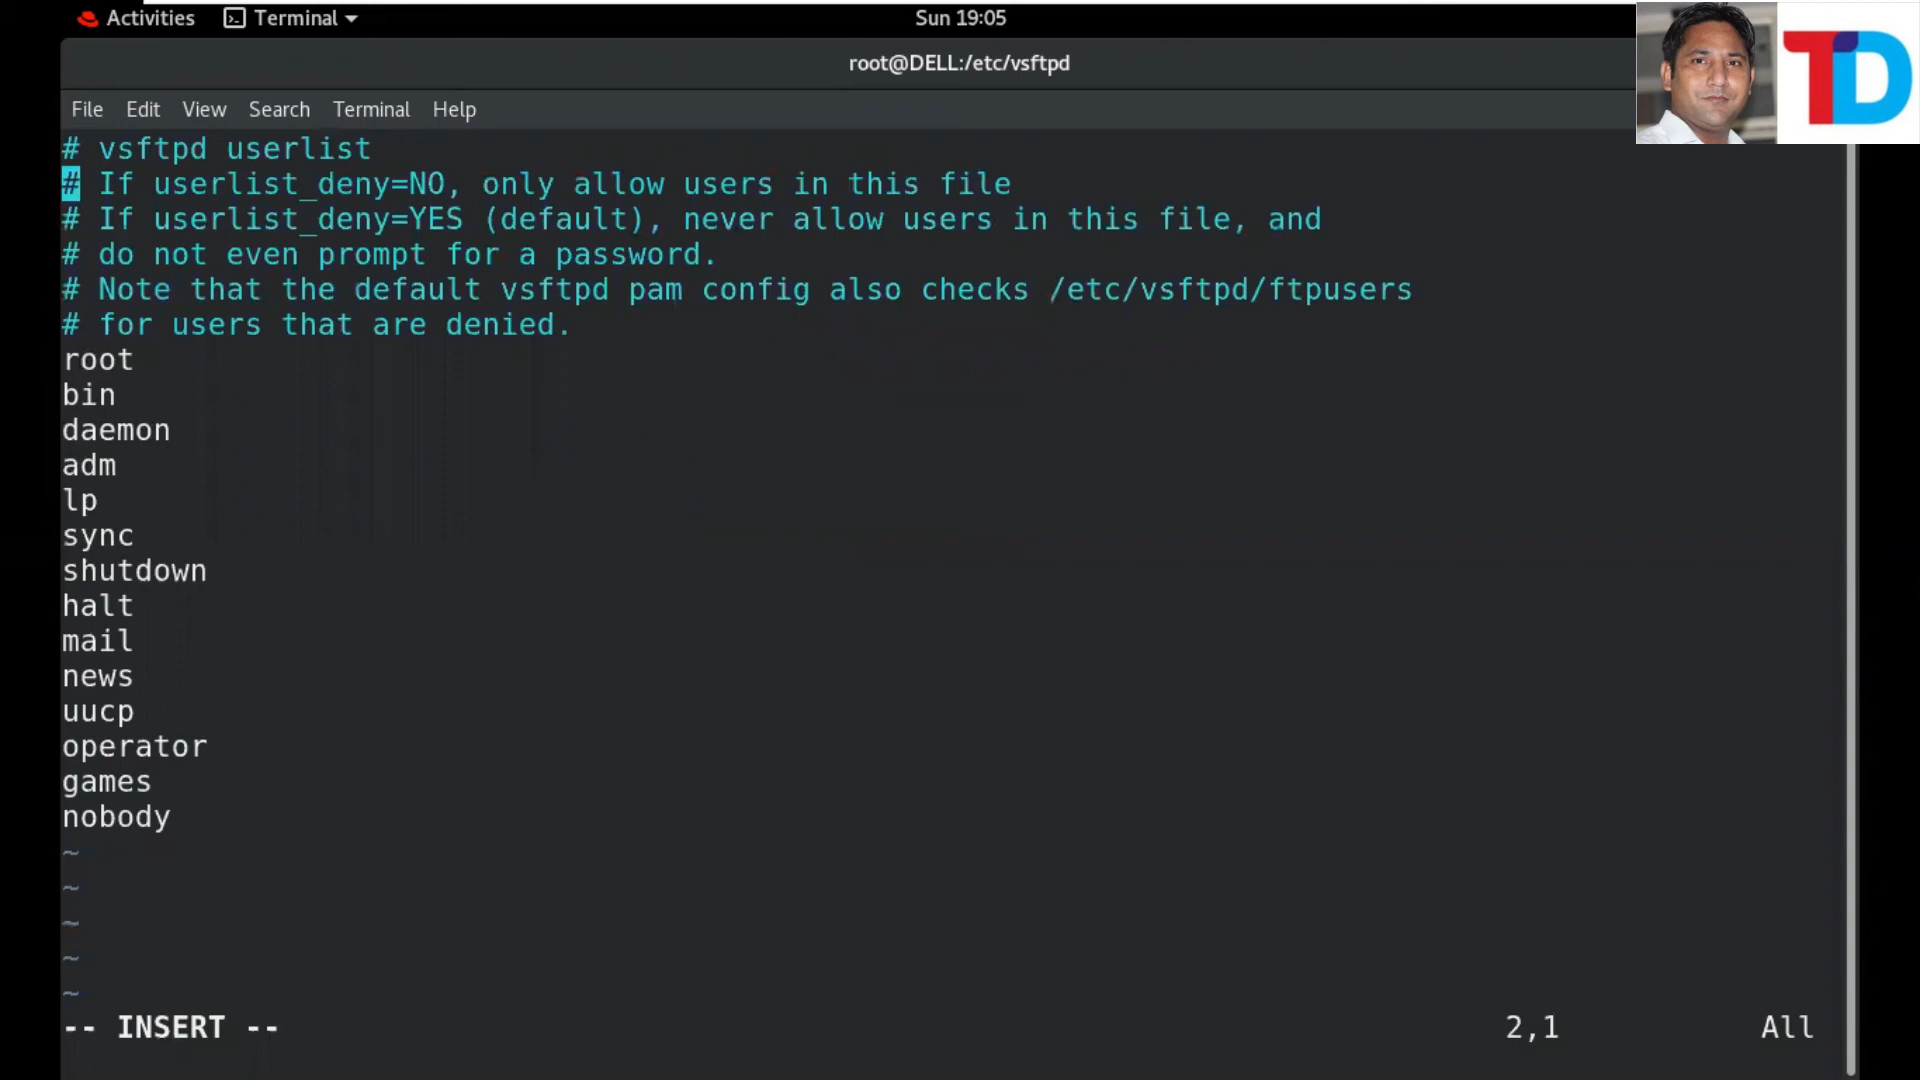 Activities Terminal Sun 19:05
root@DELL:/etc/vsftpd
TD
File Edit View Search Terminal Help
# vsftpd userlist
# If userlist_deny=NO, only allow users in this file
# If userlist_deny=YES (default), never allow users in this file, and
# do not even prompt for a password.
# Note that the default vsftpd pam config also checks /etc/vsftpd/ftpusers
# for users that are denied.
root
bin
daemon
adm
lp
sync
shutdown
halt
mail
news
uucp
operator
games
nobody
~
~
~
~
~
-- INSERT -- 2,1 All